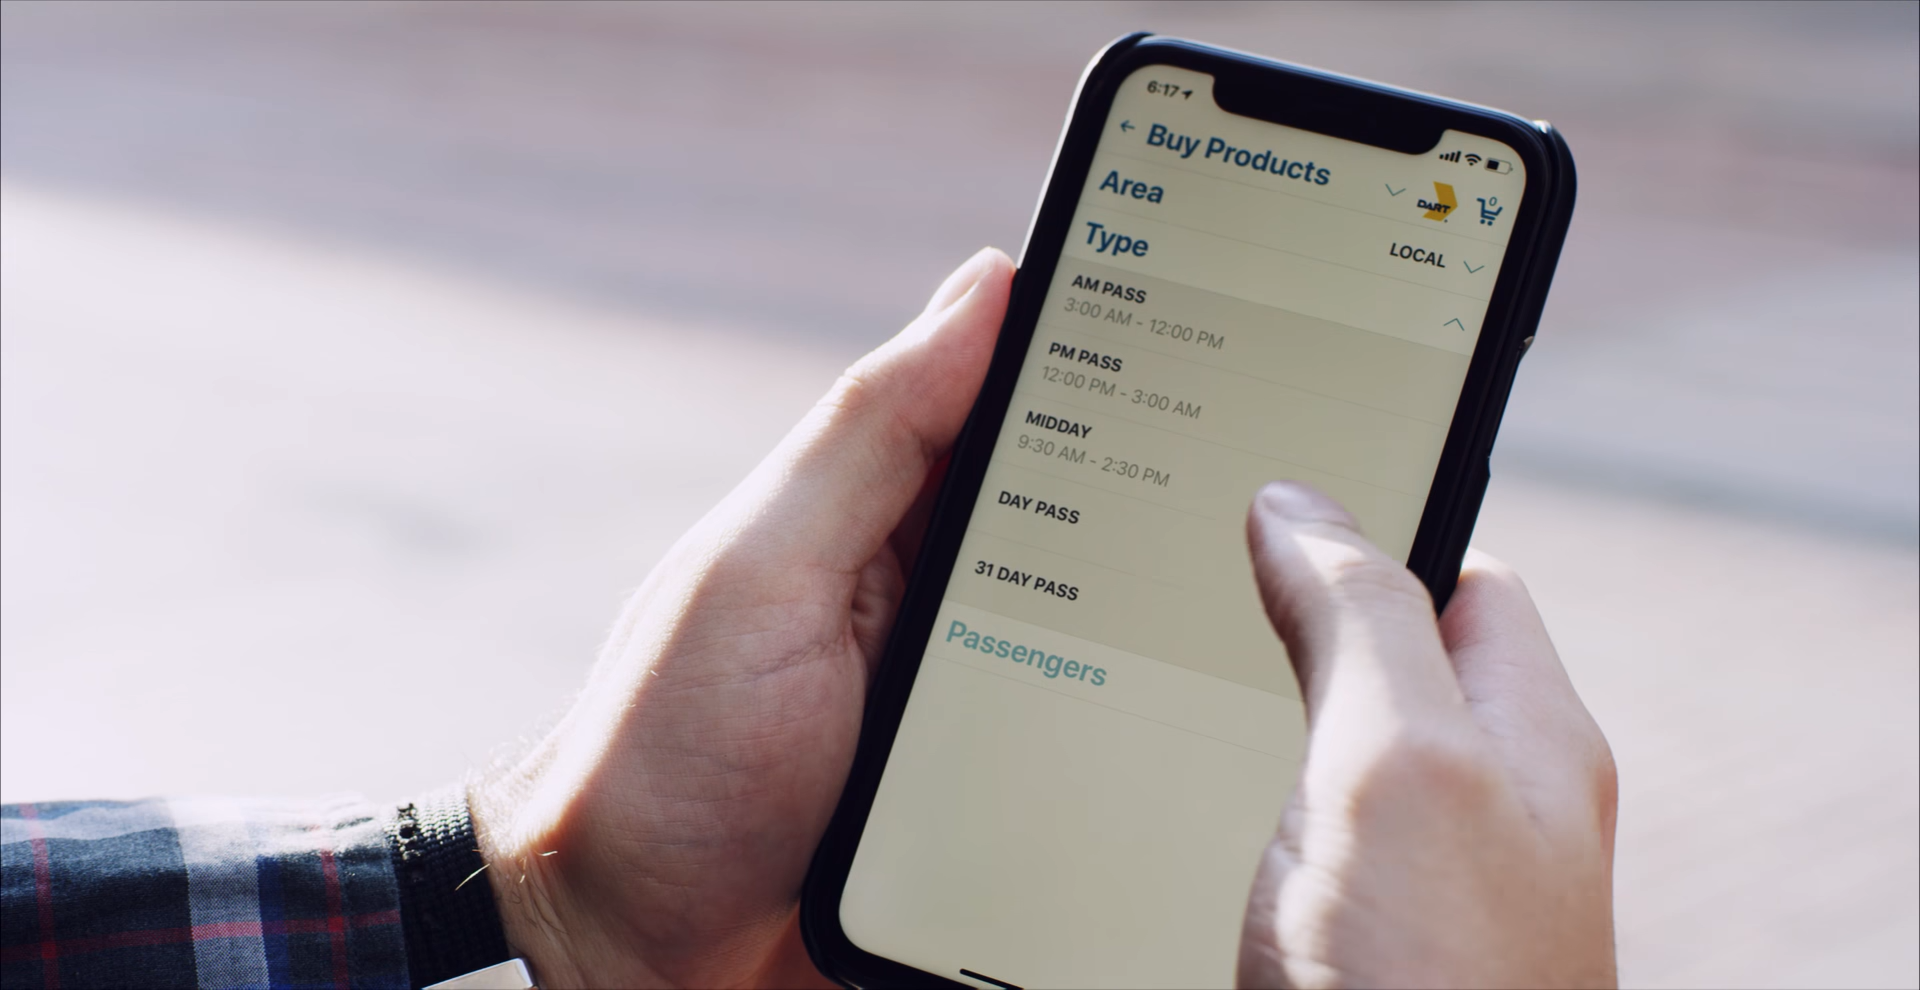 6:17
Buy Products
DART
0
Area
LOCAL
Type
AM PASS
3:00 AM - 12:00 PM
PM PASS
12:00 PM - 3:00 AM
MIDDAY
9:30 AM - 2:30 PM
DAY PASS
31 DAY PASS
Passengers